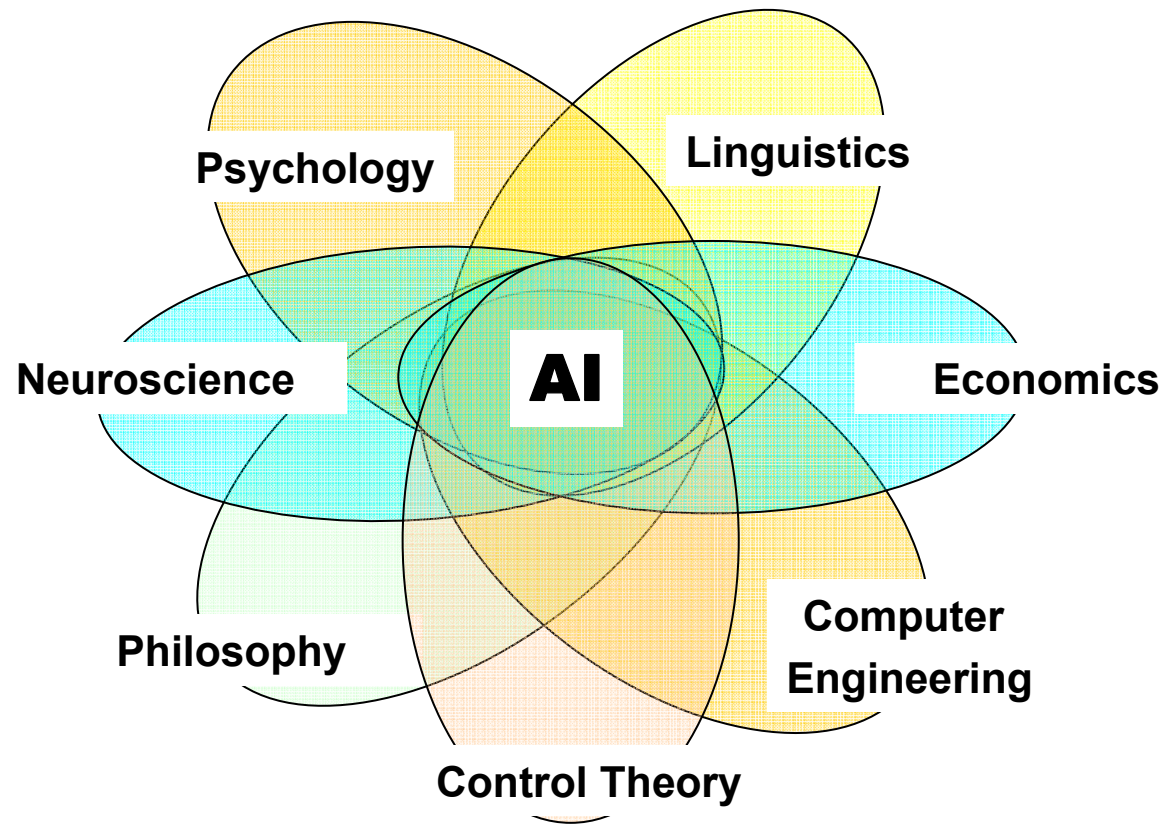 Linguistics
Psychology
AI
Neuroscience
Economics
Computer
Engineering
Philosophy
Control Theory